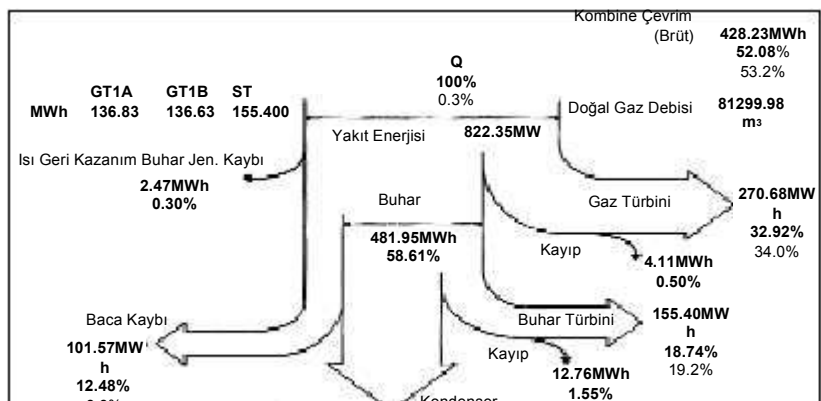 Kombine Çevrim
(Brüt)
428.23MWh
52.08%
53.2%
Q
100%
0.3%
GT1A GT1B ST
MWh 136.83 136.63 155.400
Doğal Gaz Debisi
81299.98
m3
Yakıt Enerjisi
822.35MW
Isı Geri Kazanım Buhar Jen. Kaybı
2.47MWh
0.30%
Buhar
481.95MWh
58.61%
Gaz Türbini
270.68MW
h
32.92%
34.0%
Kayıp
4.11MWh
0.50%
Baca Kaybı
101.57MW
h
12.48%
Buhar Türbini
155.40MW
h
18.74%
19.2%
Kayıp
12.76MWh
1.55%
Kondenser